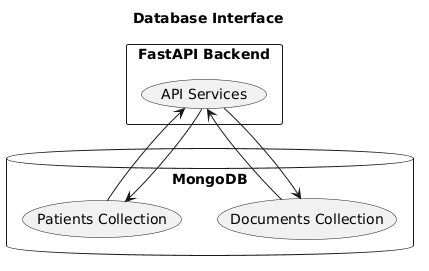 Database Interface
FastAPI Backend
API Services
MongoDB
Patients Collection
Documents Collection